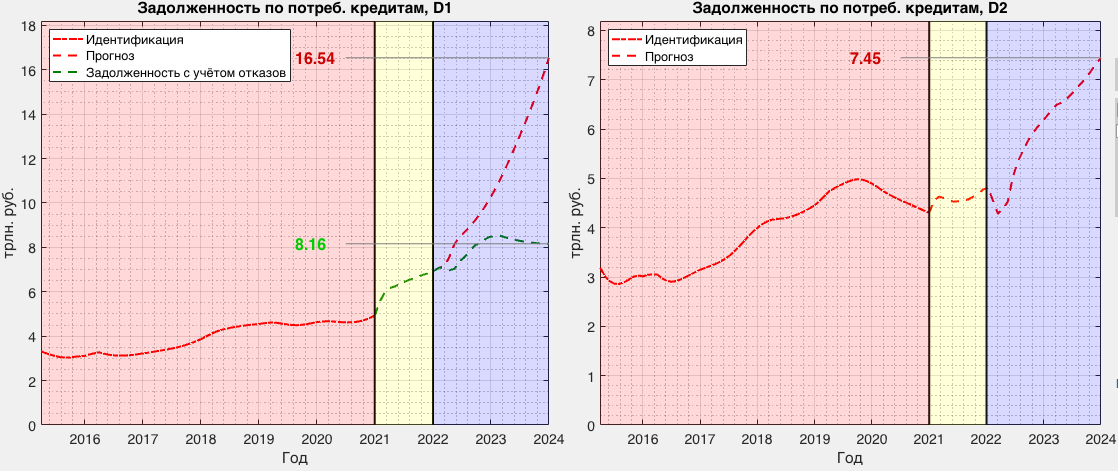 Задолженность по потреб. кредитам, D1
Идентификация
Прогноз
Задолженность с учётом отказов
16.54
8.16
18
16
14
12
10
8
6
4
2
0
трлн. руб.
2016 2017 2018 2019 2020 2021 2022 2023 2024
Год
Задолженность по потреб. кредитам, D2
Идентификация
Прогноз
7.45
8
7
6
5
4
3
2
1
0
трлн. руб.
2016 2017 2018 2019 2020 2021 2022 2023 2024
Год